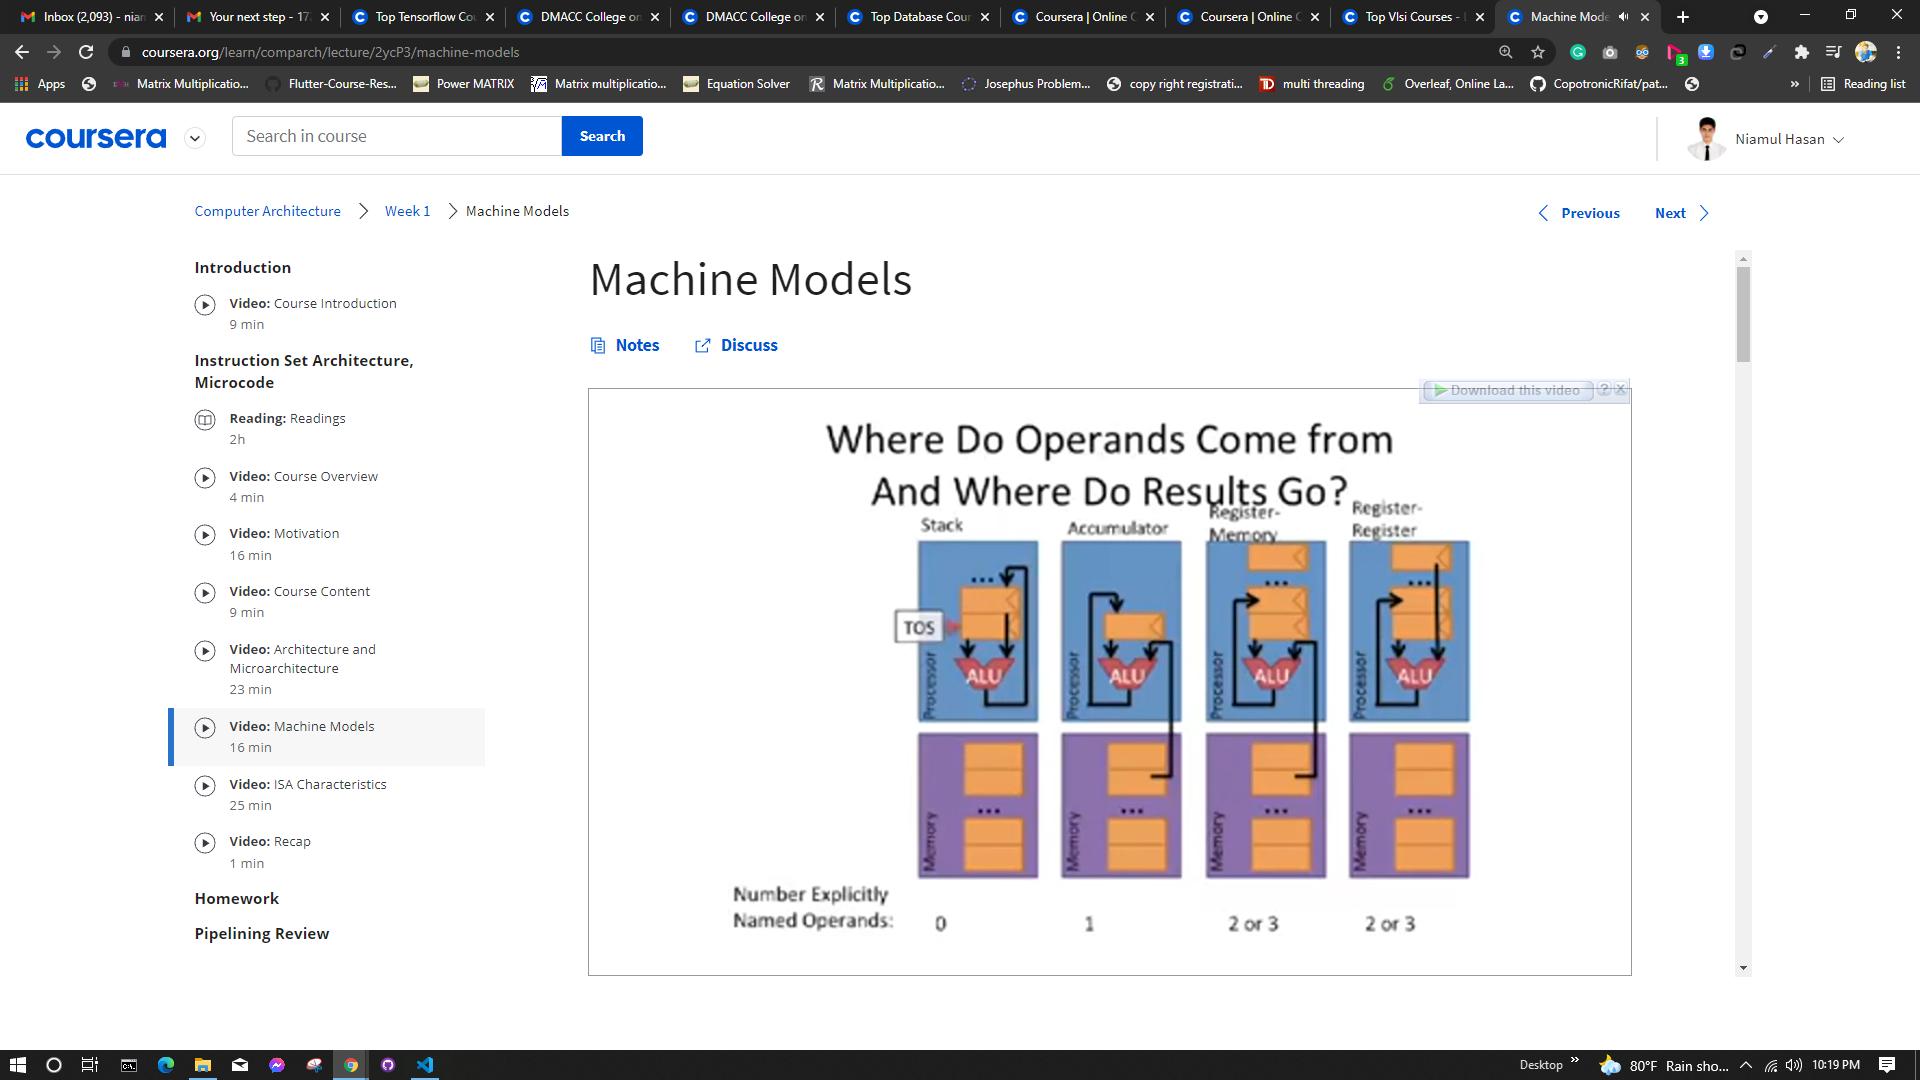 Inbox (2,093) - nian
Your next step - 17
Top Tensorflow Cou
DMACC College on
DMACC College on
Top Database Cour
Coursera | Online C
Coursera | Online C
Top Vlsi Courses - L
Machine Mode
coursera.org/learn/comparch/lecture/2ycP3/machine-models
3
Apps
Matrix Multiplicatio...
Flutter-Course-Res...
Power MATRIX
Matrix multiplicatio...
Equation Solver
Matrix Multiplicatio...
Josephus Problem...
copy right registrati...
multi threading
Overleaf, Online La...
CopotronicRifat/pat...
Reading list
coursera
Search in course
Search
Niamul Hasan
Computer Architecture
Week 1
Machine Models
Previous
Next
Introduction
Video: Course Introduction
9 min
Instruction Set Architecture,
Microcode
Reading: Readings
2h
Video: Course Overview
4 min
Video: Motivation
16 min
Video: Course Content
9 min
Video: Architecture and
Microarchitecture
23 min
Video: Machine Models
16 min
Video: ISA Characteristics
25 min
Video: Recap
1 min
Homework
Pipelining Review
Machine Models
Notes
Discuss
Download this video
Where Do Operands Come from
And Where Do Results Go?
Stack
Accumulator
Register-
Memory
Register-
Register
TOS
ALU
ALU
ALU
ALU
Processor
Processor
Processor
Processor
Memory
Memory
Memory
Memory
Number Explicitly
Named Operands:
0
1
2 or 3
2 or 3
Desktop
80°F Rain sho...
10:19 PM